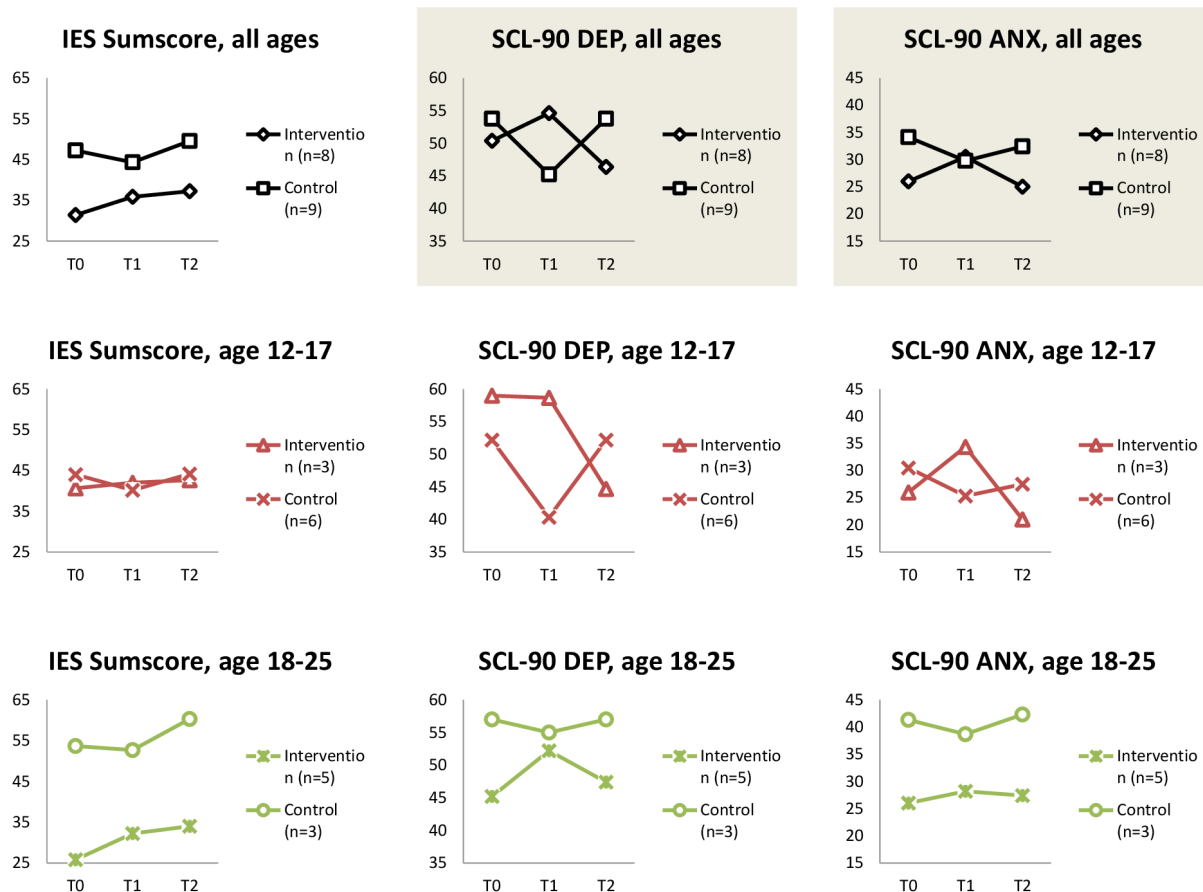 IES Sumscore, all ages
65
55
45
35
25
T0 T1 T2
Interventio
n (n=8)
Control
(n=9)
SCL-90 DEP, all ages
60
55
50
45
40
35
T0 T1 T2
Interventio
n (n=8)
Control
(n=9)
SCL-90 ANX, all ages
45
40
35
30
25
20
15
T0 T1 T2
Interventio
n (n=8)
Control
(n=9)
IES Sumscore, age 12-17
65
55
45
35
25
T0 T1 T2
Interventio
n (n=3)
Control
(n=6)
SCL-90 DEP, age 12-17
60
55
50
45
40
35
T0 T1 T2
Interventio
n (n=3)
Control
(n=6)
SCL-90 ANX, age 12-17
45
40
35
30
25
20
15
T0 T1 T2
Interventio
n (n=3)
Control
(n=6)
IES Sumscore, age 18-25
65
55
45
35
25
T0 T1 T2
Interventio
n (n=5)
Control
(n=3)
SCL-90 DEP, age 18-25
60
55
50
45
40
35
T0 T1 T2
Interventio
n (n=5)
Control
(n=3)
SCL-90 ANX, age 18-25
45
40
35
30
25
20
15
T0 T1 T2
Interventio
n (n=5)
Control
(n=3)